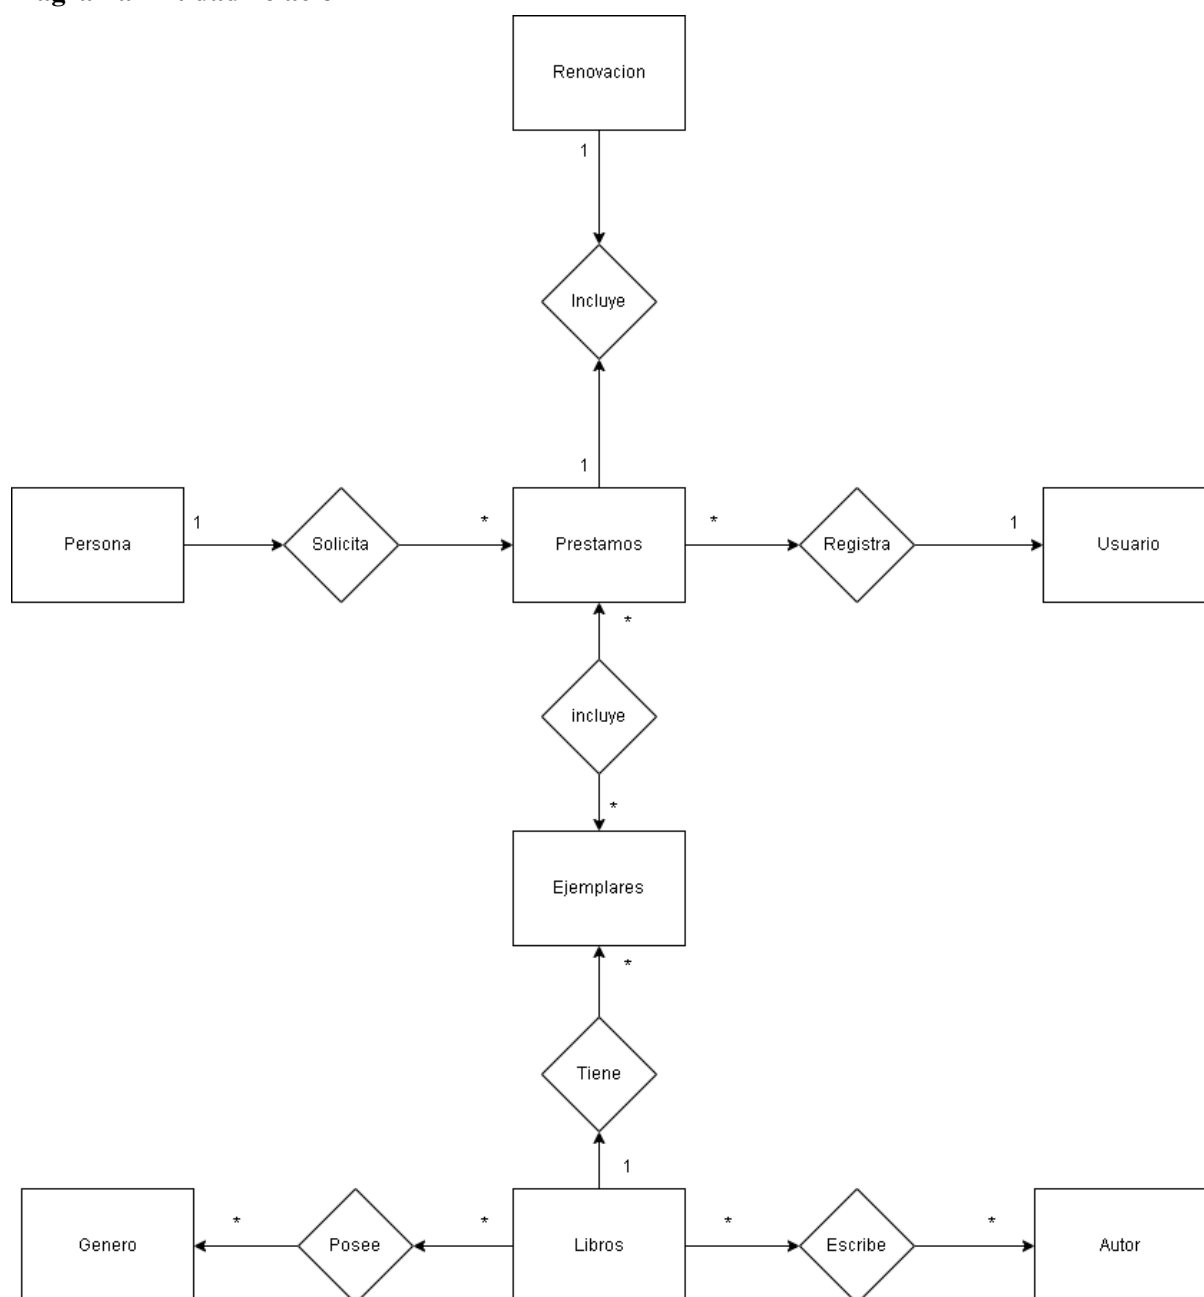 Renovacion
1
Incluye
1
Persona
1
Solicita
*
Prestamos
*
Registra
1
Usuario
*
incluye
*
Ejemplares
*
Tiene
1
Genero
*
Posee
*
Libros
*
Escribe
*
Autor